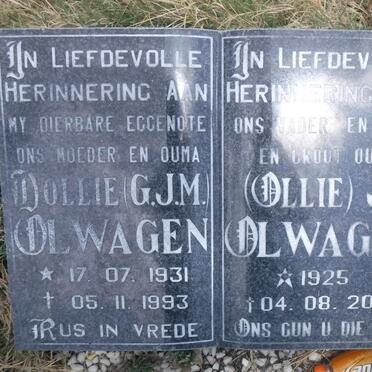 In Liefdevolle
Herinnering Aan
my dierbare eggenote
ons moeder en ouma
Dollie (G.J.M.)
Olwagen
★ 17. 07. 1931
† 05. 11. 1993
Rus in vrede
In Liefdev
Herinnering
ons vader en
en groot ou
(Ollie) J
Olwag
☆ 1925
† 04. 08. 20
Ons gun u die